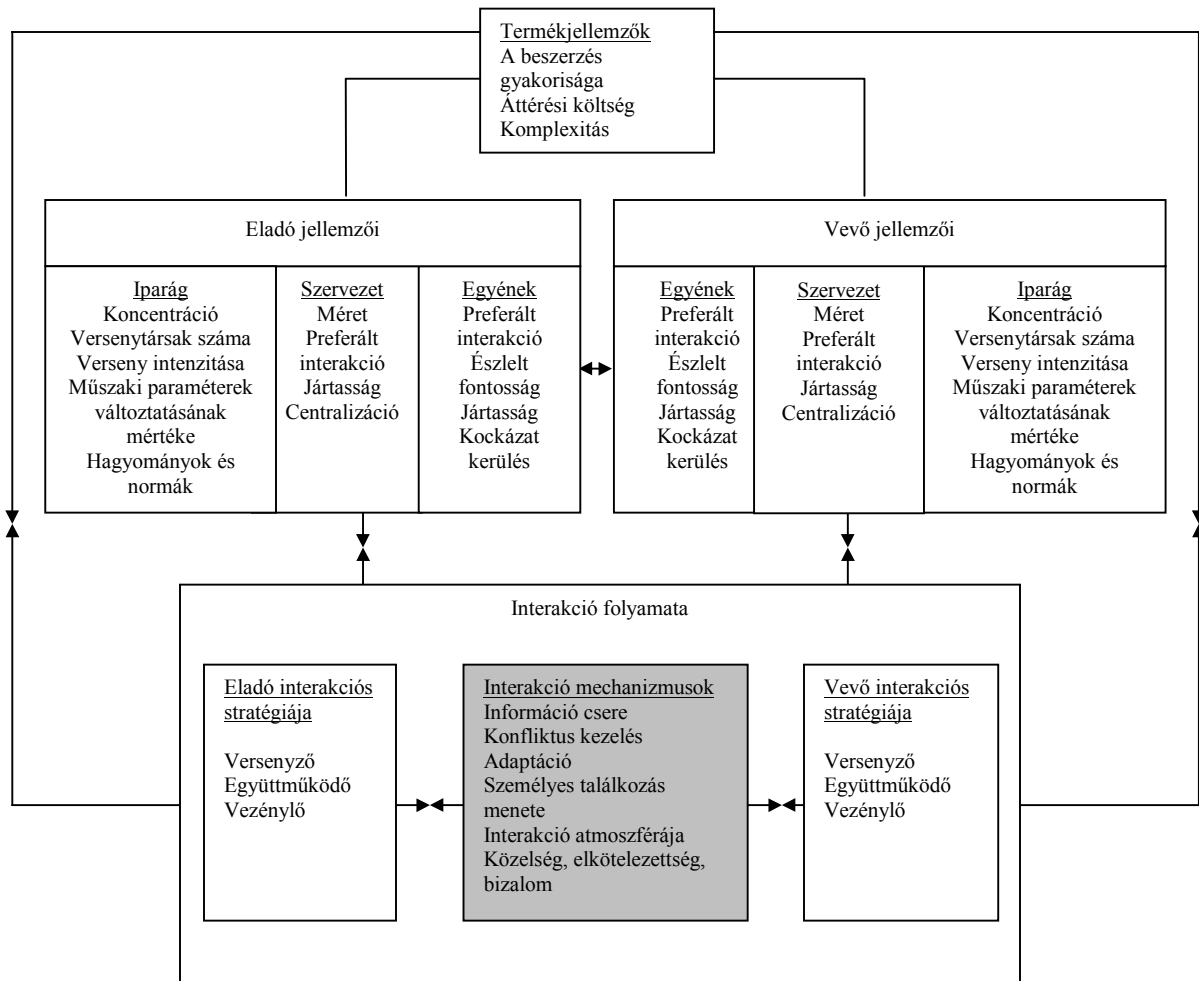 Termékjellemzők
A beszerzés
gyakorisága
Áttérési költség
Komplexitás
Eladó jellemzői
Iparág
Koncentráció
Versenytársak száma
Verseny intenzitása
Műszaki paraméterek
változtatásának
mértéke
Hagyományok és
normák
Szervezet
Méret
Preferált
interakció
Jártasság
Centralizáció
Egyének
Preferált
interakció
Észlelt
fontosság
Jártasság
Kockázat
kerülés
Vevő jellemzői
Egyének
Preferált
interakció
Észlelt
fontosság
Jártasság
Kockázat
kerülés
Szervezet
Méret
Preferált
interakció
Jártasság
Centralizáció
Iparág
Koncentráció
Versenytársak száma
Verseny intenzitása
Műszaki paraméterek
változtatásának
mértéke
Hagyományok és
normák
Interakció folyamata
Eladó interakciós
stratégiája
Versenyző
Együttműködő
Vezénylő
Interakció mechanizmusok
Információ csere
Konfliktus kezelés
Adaptáció
Személyes találkozás
menete
Interakció atmoszférája
Közelség, elkötelezettség,
bizalom
Vevő interakciós
stratégiája
Versenyző
Együttműködő
Vezénylő